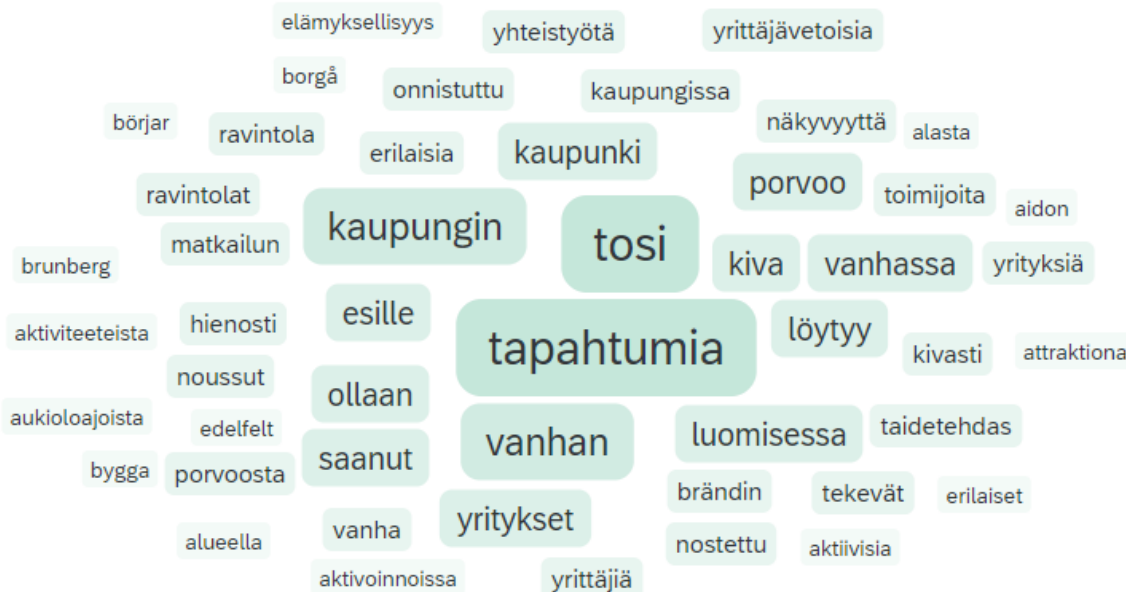 elämyksellisyys
yhteistyötä
yrittäjävetoisia
borgå
onnistuttu
kaupungissa
börjar
ravintola
erilaisia
kaupunki
näkyvyyttä
alasta
ravintolat
kaupungin
tosi
porvoo
toimijoita
aidon
matkailun
kiva
vanhassa
yrityksiä
brunberg
esille
aktiviteeteista
hienosti
tapahtumia
löytyy
kivasti
attraktiona
noussut
ollaan
aukioloajoista
edelfelt
vanhan
luomisessa
taidetehdas
bygga
porvoosta
saanut
brändin
tekevät
erilaiset
vanha
yritykset
alueella
nostettu
aktiivisia
aktivoinnoissa
yrittäjiä